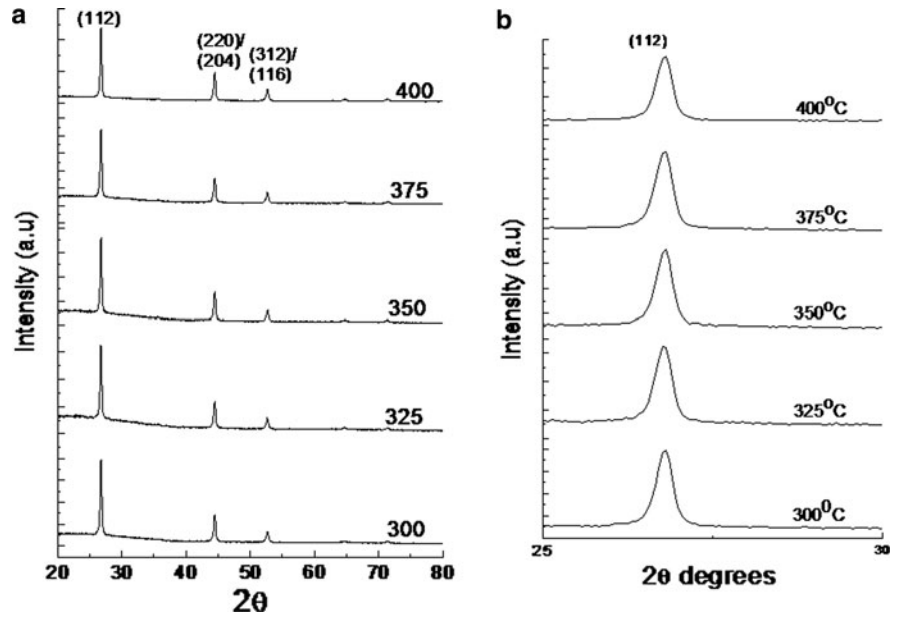 a
(112)
(220)/
(204)
(312)/
(116)
400
375
350
325
300
Intensity (a.u)
20 30 40 50 60 70 80
2θ
b
(112)
400⁰C
375⁰C
350⁰C
325⁰C
300⁰C
Intensity (a.u)
25 30
2θ degrees